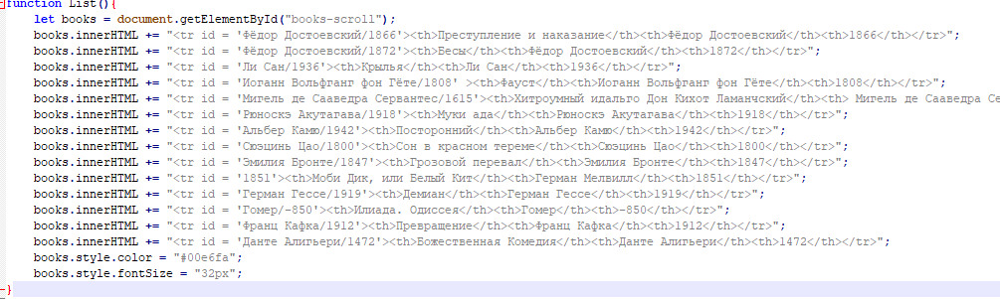 function List(){
let books = document.getElementById("books-scroll");
books.innerHTML += "<tr id = 'Фёдор Достоевский/1866'><th>Преступление и наказание</th><th>Фёдор Достоевский</th><th>1866</th></tr>";
books.innerHTML += "<tr id = 'Фёдор Достоевский/1872'><th>Бесы</th><th>Фёдор Достоевский</th><th>1872</th></tr>";
books.innerHTML += "<tr id = 'Ли Сан/1936'><th>Крылья</th><th>Ли Сан</th><th>1936</th></tr>";
books.innerHTML += "<tr id = 'Иоганн Вольфганг фон Гёте/1808' ><th>Фауст</th><th>Иоганн Вольфганг фон Гёте</th><th>1808</th></tr>";
books.innerHTML += "<tr id = 'Мигель де Сааведра Сервантес/1615'><th>Хитроумный идальго Дон Кихот Ламанчский</th><th> Мигель де Сааведра Се
books.innerHTML += "<tr id = 'Рюноскэ Акутагава/1918'><th>Муки ада</th><th>Рюноскэ Акутагава</th><th>1918</th></tr>";
books.innerHTML += "<tr id = 'Альбер Камю/1942'><th>Посторонний</th><th>Альбер Камю</th><th>1942</th></tr>";
books.innerHTML += "<tr id = 'Сюэцинь Цао/1800'><th>Сон в красном тереме</th><th>Сюэцинь Цао</th><th>1800</th></tr>";
books.innerHTML += "<tr id = 'Эмилия Бронте/1847'><th>Грозовой перевал</th><th>Эмилия Бронте</th><th>1847</th></tr>";
books.innerHTML += "<tr id = '1851'><th>Моби Дик, или Белый Кит</th><th>Герман Мелвилл</th><th>1851</th></tr>";
books.innerHTML += "<tr id = 'Герман Гессе/1919'><th>Демиан</th><th>Герман Гессе</th><th>1919</th></tr>";
books.innerHTML += "<tr id = 'Гомер/-850'><th>Илиада. Одиссея</th><th>Гомер</th><th>-850</th></tr>";
books.innerHTML += "<tr id = 'Франц Кафка/1912'><th>Превращение</th><th>Франц Кафка</th><th>1912</th></tr>";
books.innerHTML += "<tr id = 'Данте Алигьери/1472'><th>Божественная Комедия</th><th>Данте Алигьери</th><th>1472</th></tr>";
books.style.color = "#00e6fa";
books.style.fontSize = "32px";
}